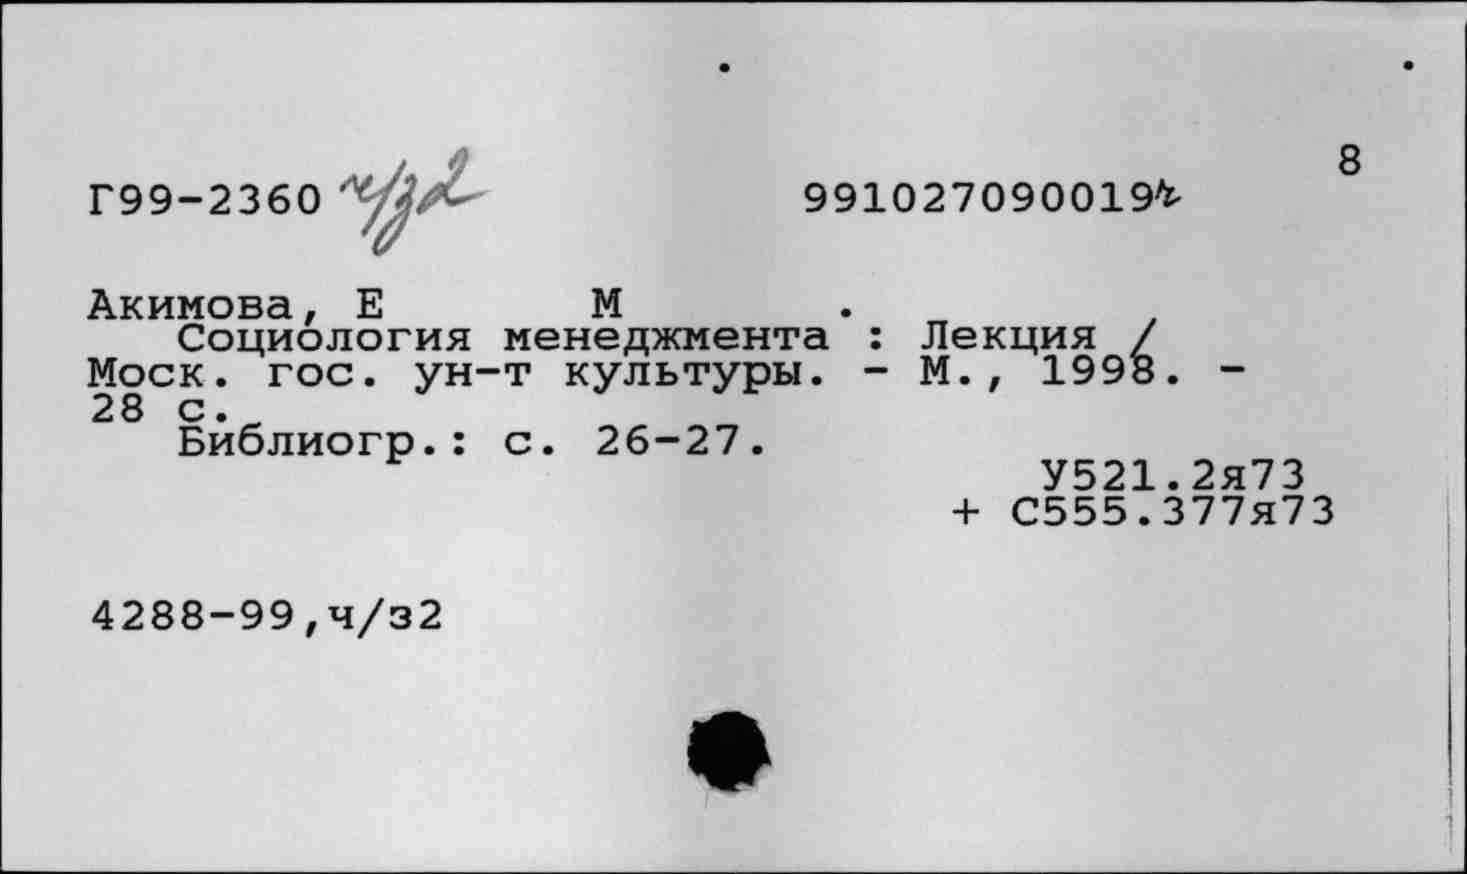 8
Г99-2360 ч/з2 991027090019
Акимова, Е М .
Социология менеджмента : Лекция /
Моск. гос. ун-т культуры. - М., 1998. -
28 с.
Библиогр.: с. 26-27.
У521.2я73
+ С555.377я73
4288-99,ч/з2